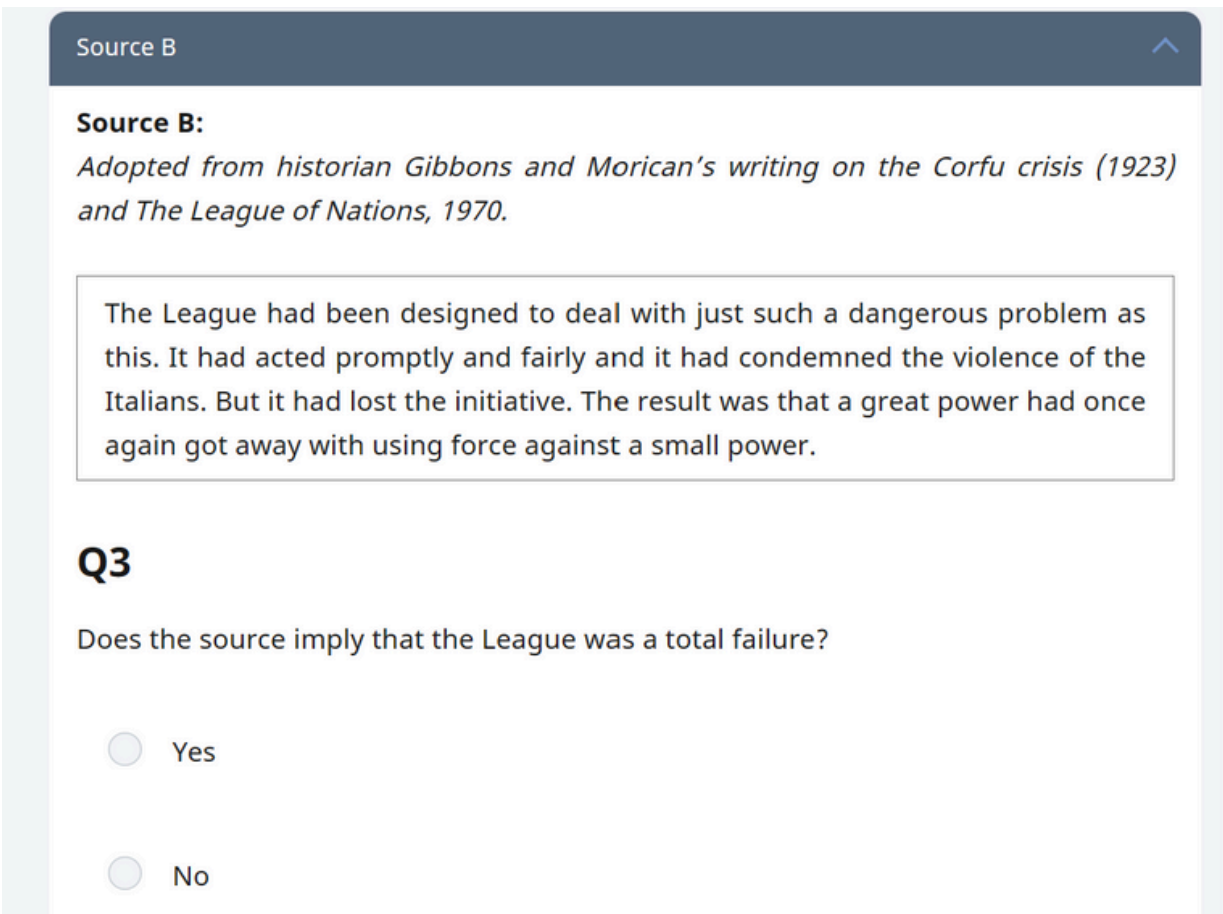 Source B
Source B:
Adopted from historian Gibbons and Morican’s writing on the Corfu crisis (1923)
and The League of Nations, 1970.
The League had been designed to deal with just such a dangerous problem as
this. It had acted promptly and fairly and it had condemned the violence of the
Italians. But it had lost the initiative. The result was that a great power had once
again got away with using force against a small power.
Q3
Does the source imply that the League was a total failure?
Yes
No